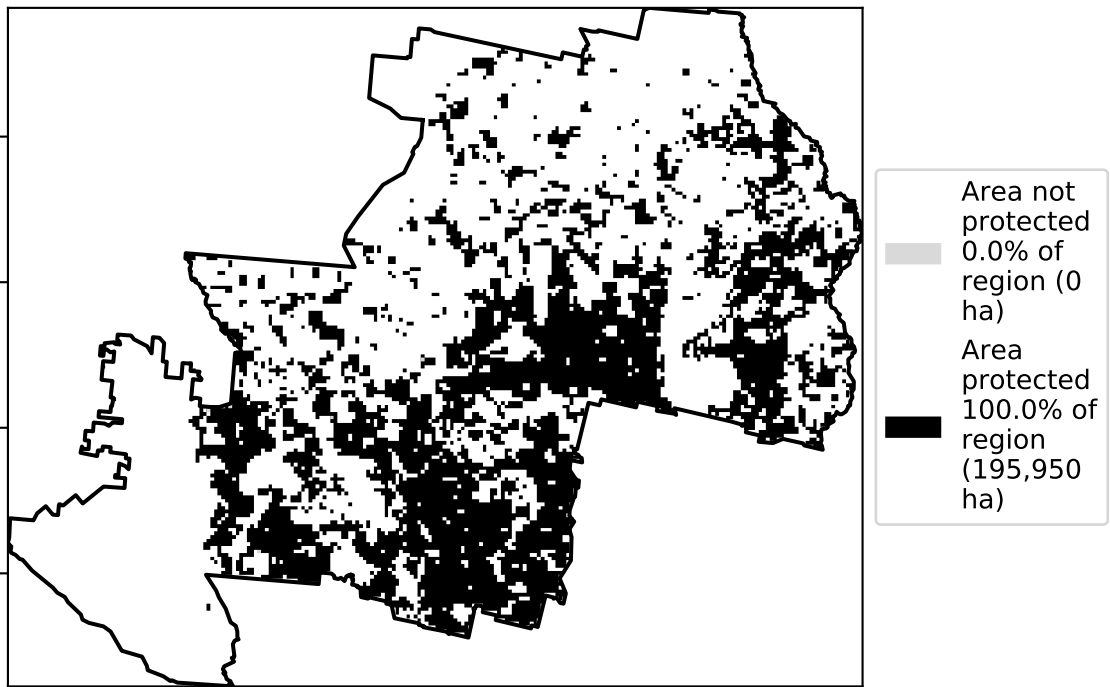 Area not
protected
0.0% of
region (0
ha)
Area
protected
100.0% of
region
(195,950
ha)